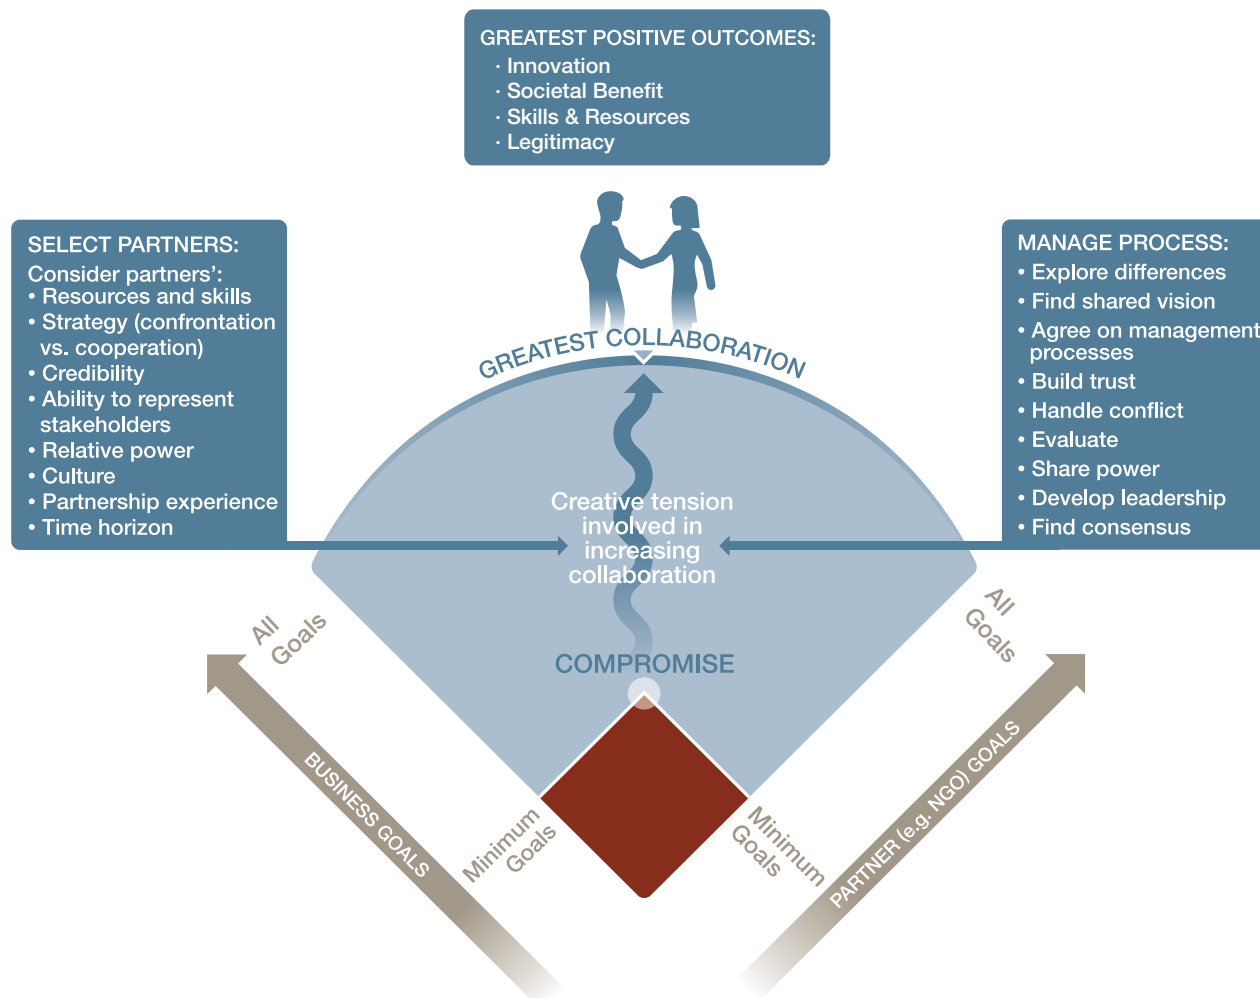 GREATEST POSITIVE OUTCOMES:
· Innovation
· Societal Benefit
· Skills & Resources
· Legitimacy
SELECT PARTNERS:
Consider partners’:
• Resources and skills
• Strategy (confrontation
vs. cooperation)
• Credibility
• Ability to represent
stakeholders
• Relative power
• Culture
• Partnership experience
• Time horizon
MANAGE PROCESS:
• Explore differences
• Find shared vision
• Agree on management
processes
• Build trust
• Handle conflict
• Evaluate
• Share power
• Develop leadership
• Find consensus
GREATEST COLLABORATION
Creative tension
involved in
increasing
collaboration
COMPROMISE
All
Goals
All
Goals
BUSINESS GOALS
Minimum
Goals
Minimum
Goals
PARTNER (e.g. NGO) GOALS